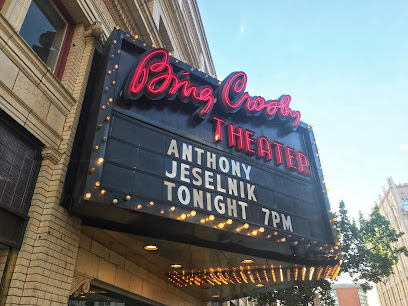 Bing Crosby
THEATER
ANTHONY
JESELNIK
TONIGHT 7PM